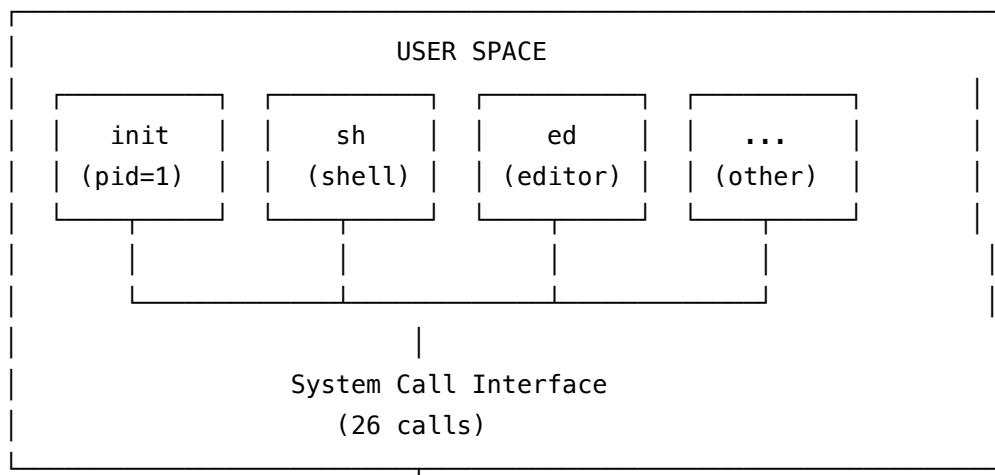 USER SPACE
init sh ed ...
(pid=1) (shell) (editor) (other)
System Call Interface
(26 calls)